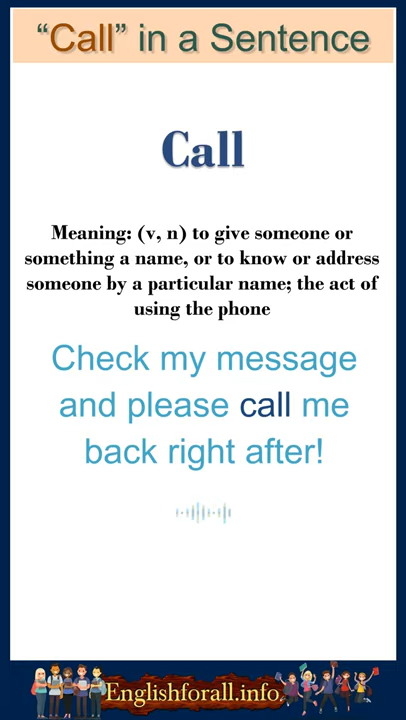 “Call” in a Sentence
Call
Meaning: (v, n) to give someone or
something a name, or to know or address
someone by a particular name; the act of
using the phone
Check my message
and please call me
back right after!
Englishforall.info